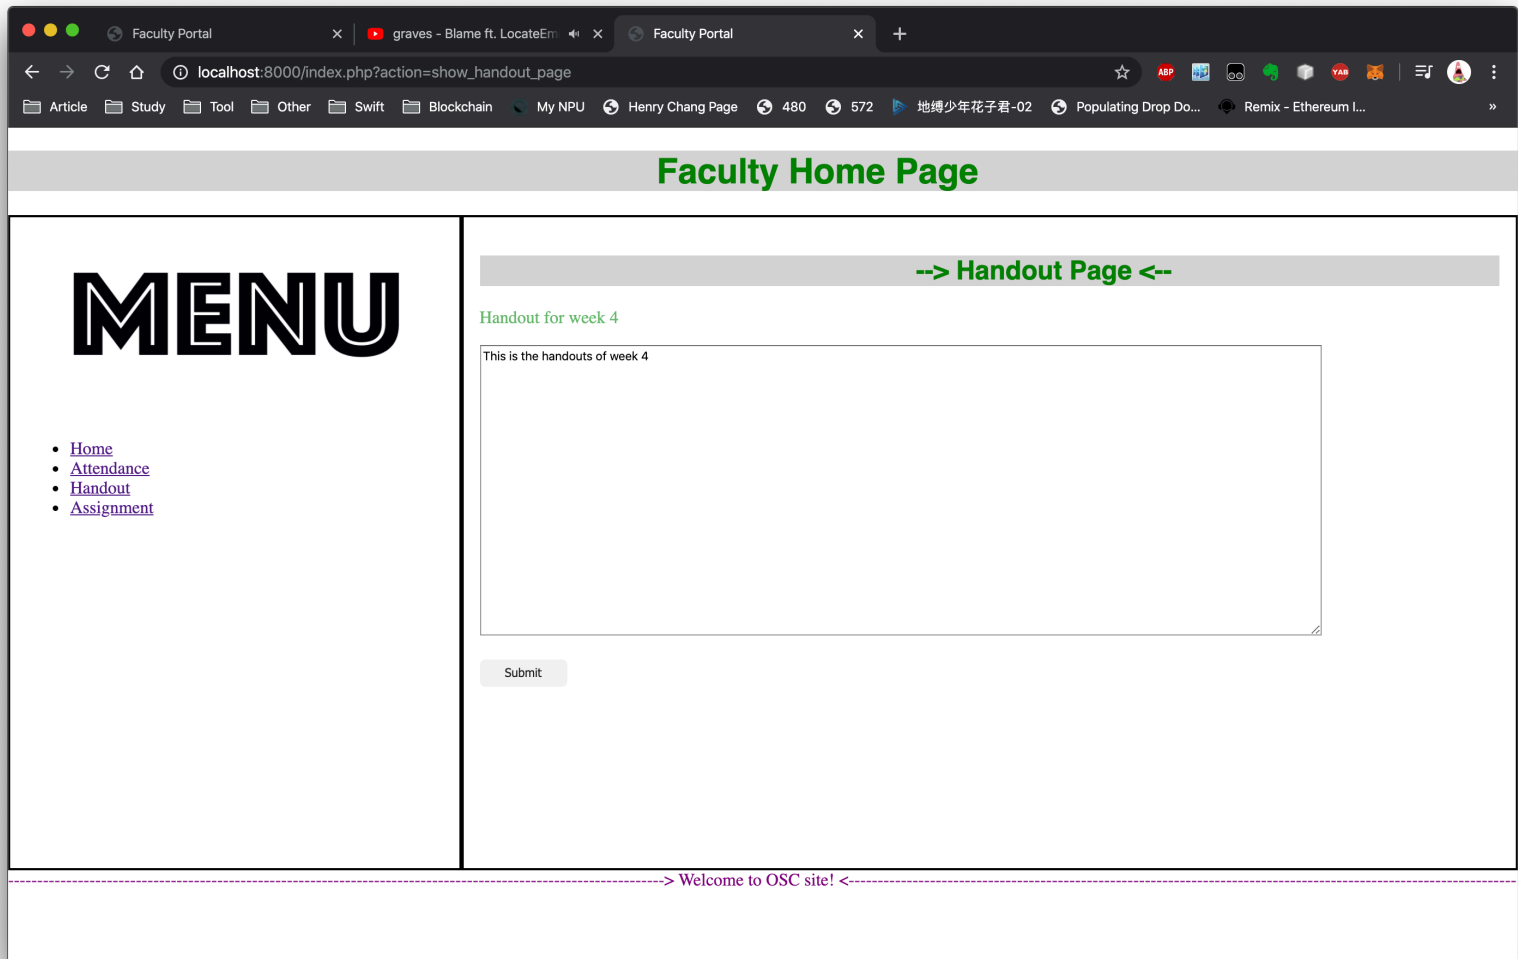 Faculty Portal
graves - Blame ft. LocateEm
Faculty Portal
localhost:8000/index.php?action=show_handout_page
ABP
YAB
Article Study Tool Other Swift Blockchain My NPU Henry Chang Page 480 572 地缚少年花子君-02 Populating Drop Do... Remix - Ethereum I... »
Faculty Home Page
MENU
Home
Attendance
Handout
Assignment
--> Handout Page <--
Handout for week 4
This is the handouts of week 4
Submit
> Welcome to OSC site! <